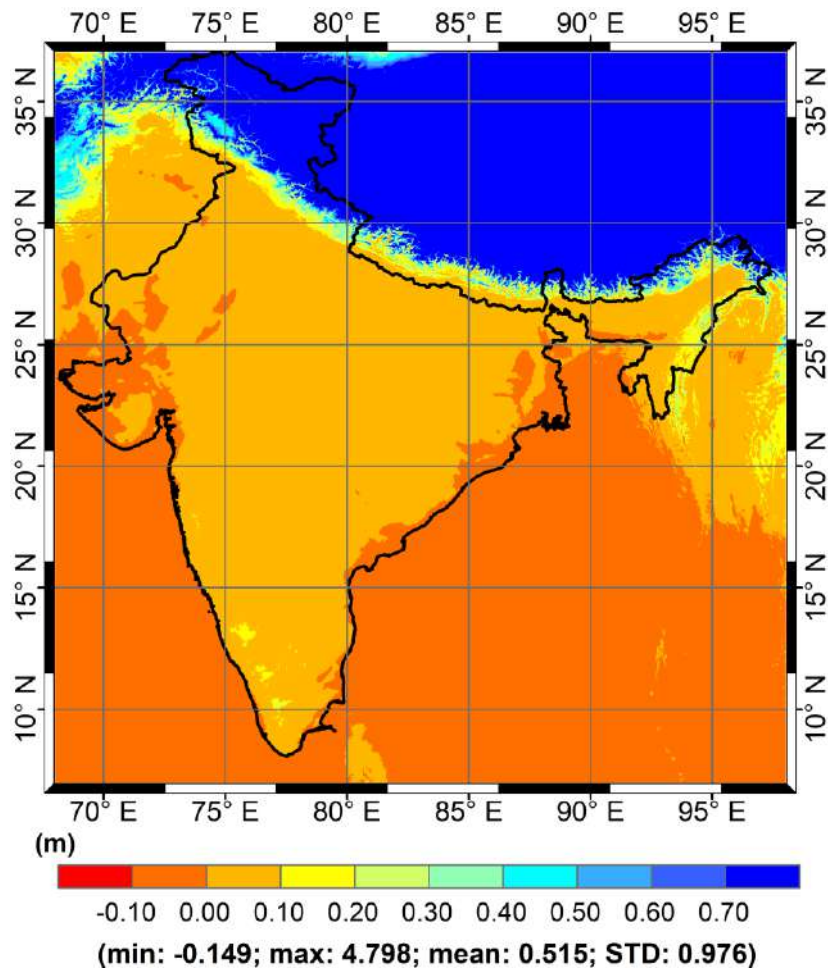 70° E 75° E 80° E 85° E 90° E 95° E
35° N 35° N
30° N 30° N
25° N 25° N
20° N 20° N
15° N 15° N
10° N 10° N
70° E 75° E 80° E 85° E 90° E 95° E
(m)
-0.10 0.00 0.10 0.20 0.30 0.40 0.50 0.60 0.70
(min: -0.149; max: 4.798; mean: 0.515; STD: 0.976)